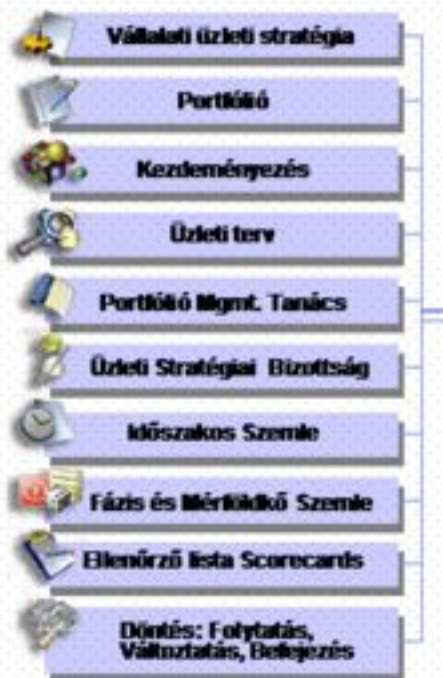 Vállalati üzleti stratégia
Portfólió
Kezdeményezés
Üzleti terv
Portfólió Mgmt. Tanács
Üzleti Stratégiai Bizottság
Időszakos Szemle
Fázis és Mérföldkő Szemle
Ellenőrző lista Scorecards
Döntés: Folytatás,
Változtatás, Befejezés